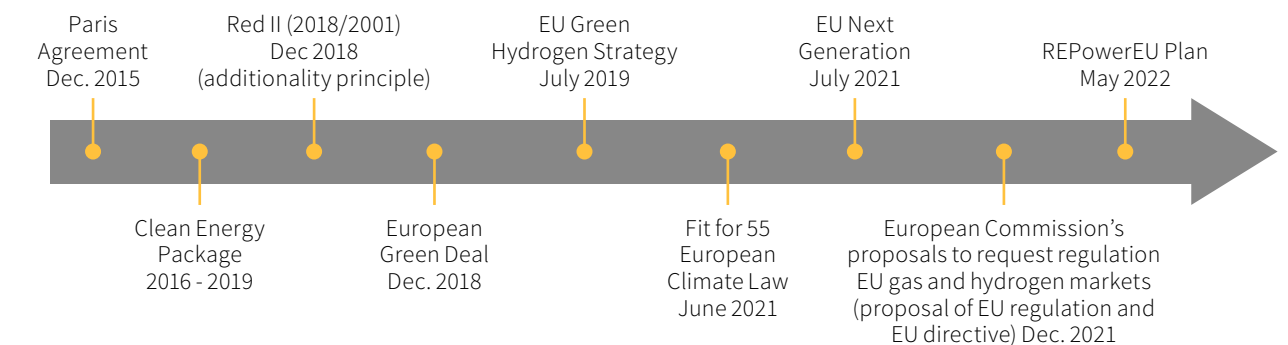 Paris
Agreement
Dec. 2015
Red II (2018/2001)
Dec 2018
(additionality principle)
EU Green
Hydrogen Strategy
July 2019
EU Next
Generation
July 2021
REPowerEU Plan
May 2022
Clean Energy
Package
2016 - 2019
European
Green Deal
Dec. 2018
Fit for 55
European
Climate Law
June 2021
European Commission’s
proposals to request regulation
EU gas and hydrogen markets
(proposal of EU regulation and
EU directive) Dec. 2021